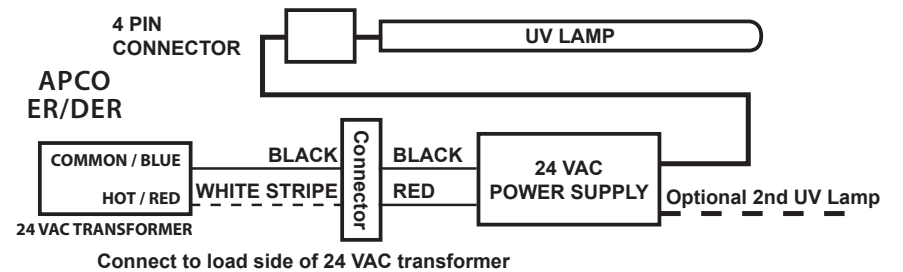 4 PIN
CONNECTOR
UV LAMP
APCO
ER/DER
COMMON / BLUE
HOT / RED
24 VAC TRANSFORMER
BLACK
WHITE STRIPE
Connector
BLACK
RED
24 VAC
POWER SUPPLY
Optional 2nd UV Lamp
Connect to load side of 24 VAC transformer